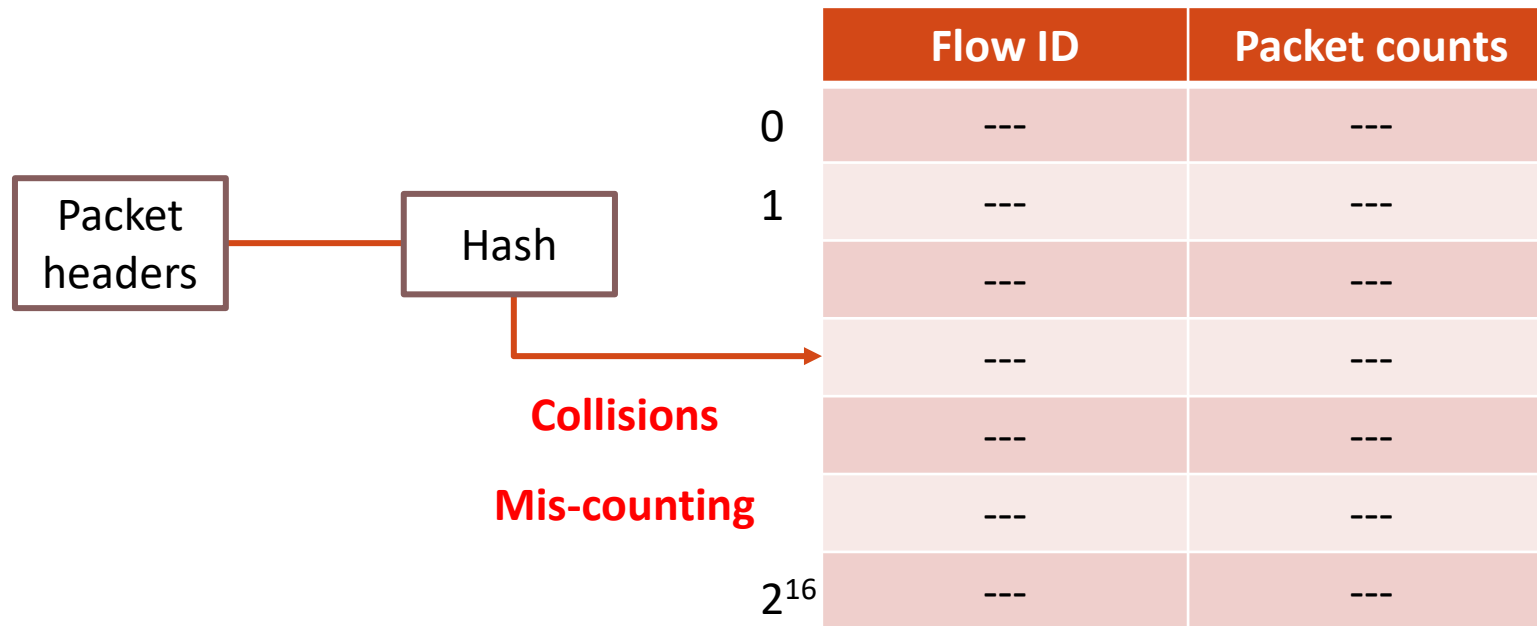 Flow ID Packet counts
0 --- ---
1 --- ---
--- ---
--- ---
--- ---
--- ---
2¹⁶ --- ---
Packet
headers
Hash
Collisions
Mis-counting